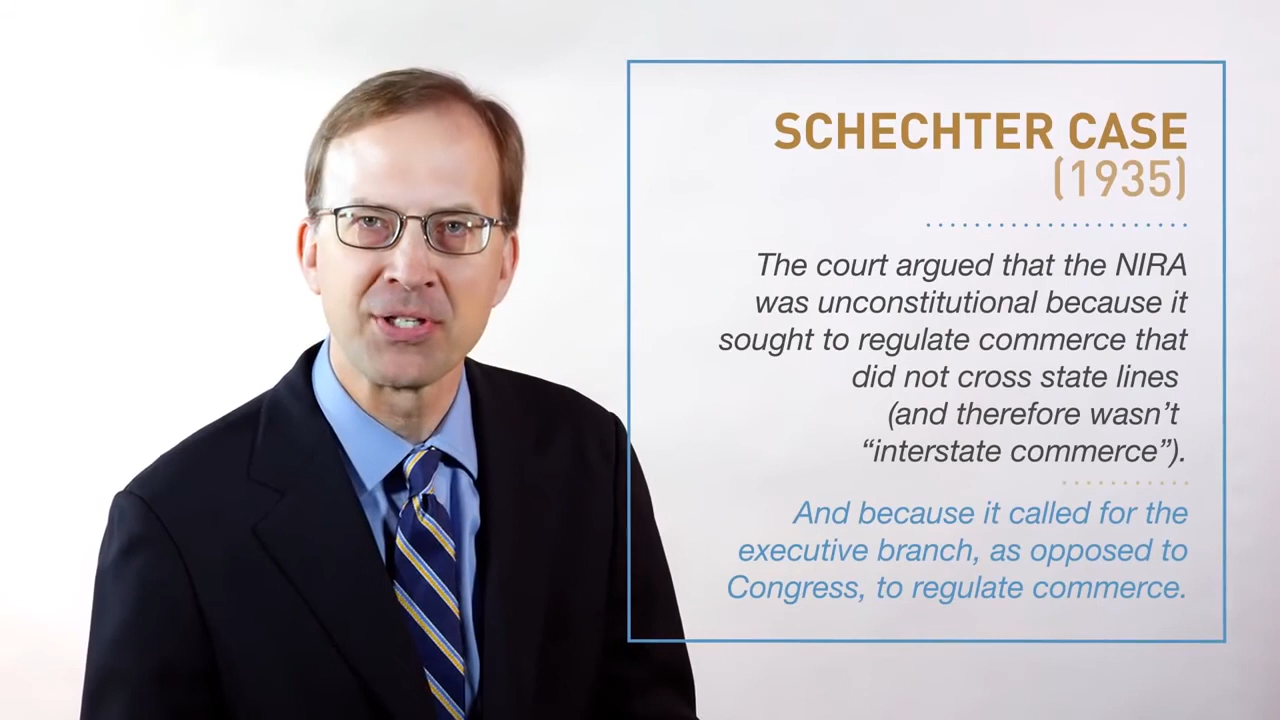 SCHECHTER CASE
(1935)
The court argued that the NIRA
was unconstitutional because it
sought to regulate commerce that
did not cross state lines
(and therefore wasn’t
“interstate commerce”).
And because it called for the
executive branch, as opposed to
Congress, to regulate commerce.